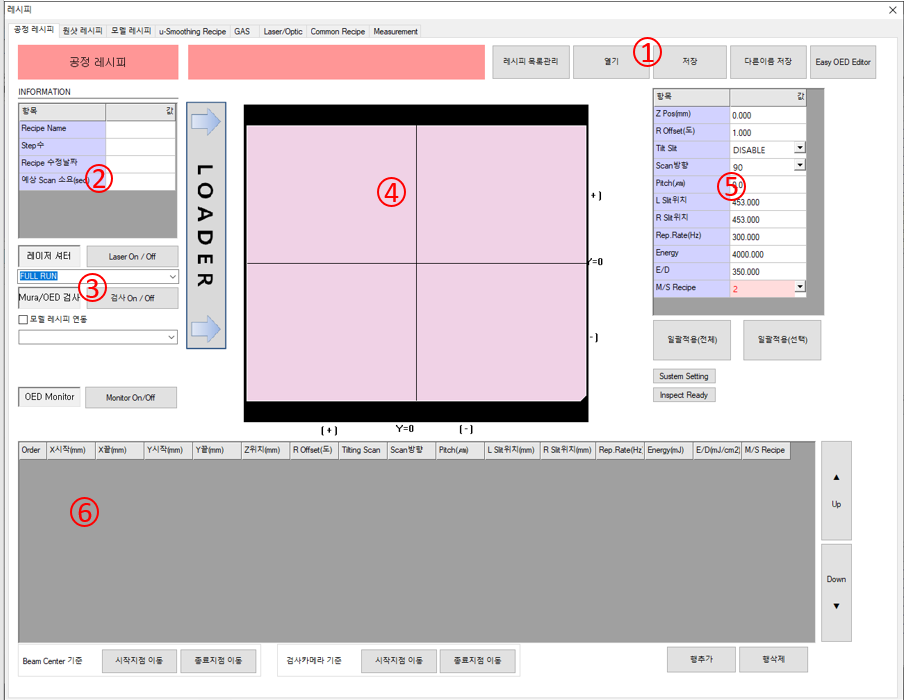 레시피
공정 레시피 원샷 레시피 모델 레시피 u-Smoothing Recipe GAS Laser/Optic Common Recipe Measurement
공정 레시피
레시피 목록관리 열기 ① 저장 다른이름 저장 Easy OED Editor
INFORMATION
항목 값
Recipe Name
Step수
Recipe 수정날짜
예상 Scan 소요(sec)
②
레이저 셔터 Laser On / Off
FULL RUN
③
Mura/OED 검사 검사 On / Off
모델 레시피 연동
OED Monitor Monitor On/Off
LOADER
④
(+)
X=0
(-)
(+) Y=0 (-)
항목 값
Z Pos(mm) 0.000
R Offset(도) 1.000
Tilt Slit DISABLE
Scan방향 90
Pitch(㎛) 0.0
⑤
L Slit위치 453.000
R Slit위치 453.000
Rep.Rate(Hz) 300.000
Energy 4000.000
E/D 350.000
M/S Recipe 2
일괄적용(전체) 일괄적용(선택)
Sustem Setting
Inspect Ready
Order X시작(mm) X끝(mm) Y시작(mm) Y끝(mm) Z위치(mm) R Offset(도) Tilting Scan Scan방향 Pitch(㎛) L Slit위치(mm) R Slit위치(mm) Rep.Rate(Hz Energy(mJ) E/D(mJ/cm2) M/S Recipe
⑥
▲
Up
Down
▼
Beam Center 기준 시작지점 이동 종료지점 이동 검사카메라 기준 시작지점 이동 종료지점 이동 행추가 행삭제